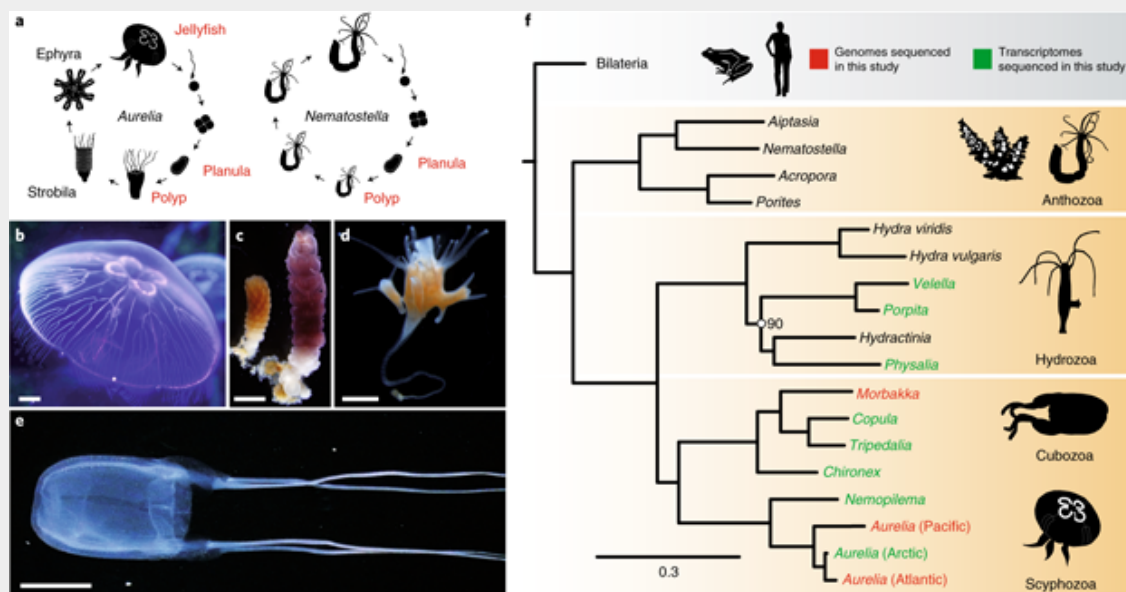 a
Jellyfish
Ephyra
Aurelia
Nematostella
Planula
Planula
Strobila
Polyp
Polyp
b
c
d
e
f
Genomes sequenced
in this study
Transcriptomes
sequenced in this study
Bilateria
Aiptasia
Nematostella
Acropora
Porites
Anthozoa
Hydra viridis
Hydra vulgaris
Velella
Porpita
90
Hydractinia
Physalia
Hydrozoa
Morbakka
Copula
Tripedalia
Chironex
Cubozoa
Nemopilema
Aurelia (Pacific)
Aurelia (Arctic)
Aurelia (Atlantic)
0.3
Scyphozoa